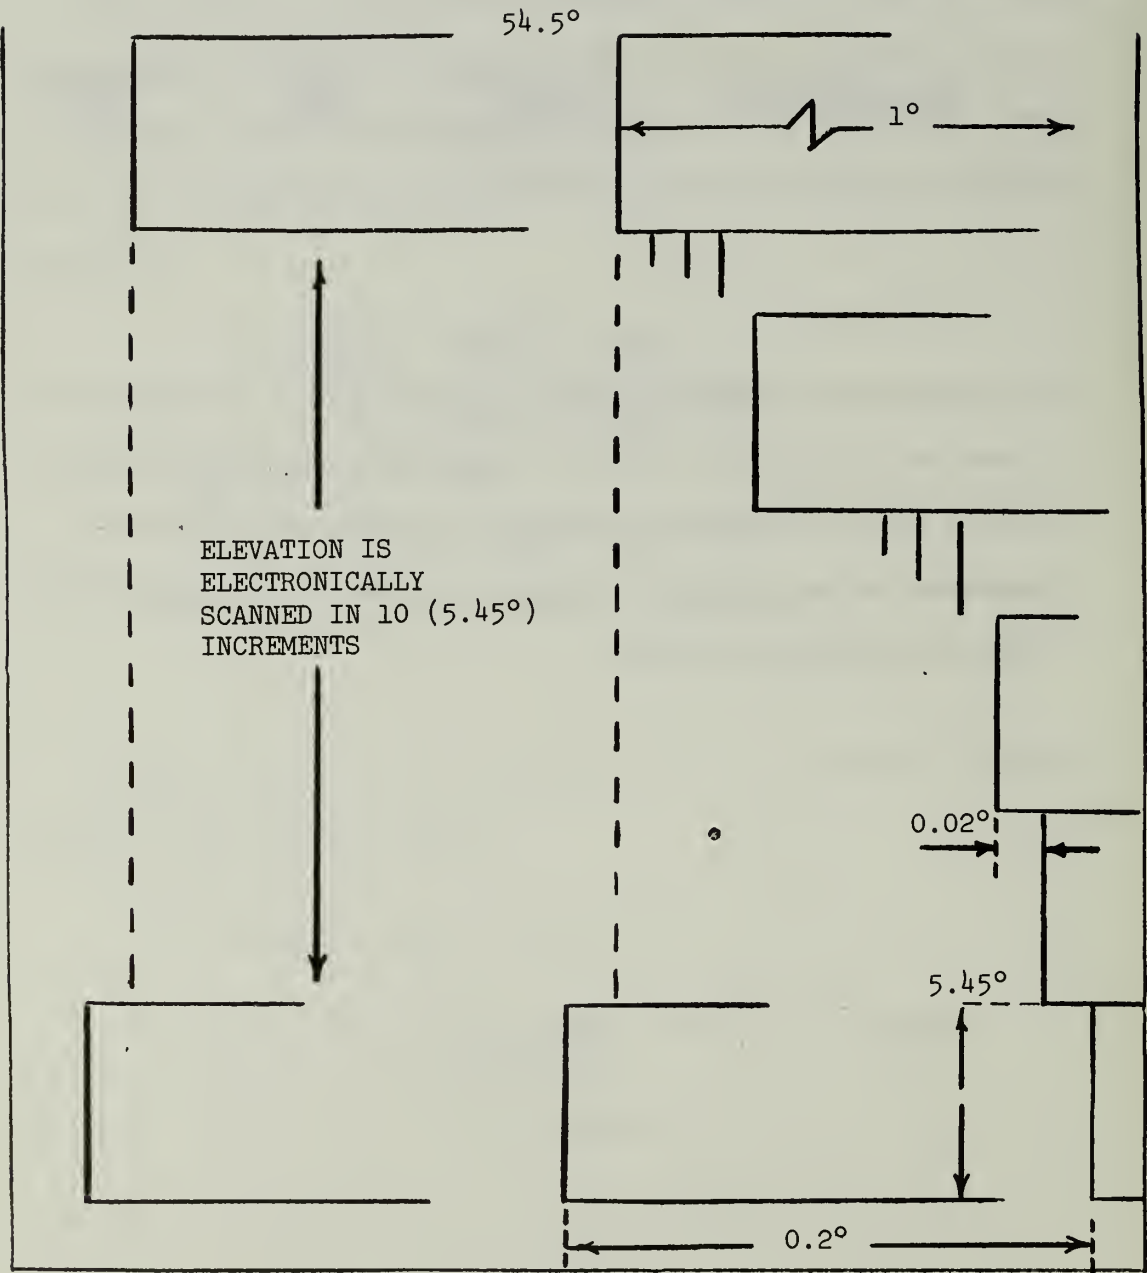 54.5°
1°
ELEVATION IS
ELECTRONICALLY
SCANNED IN 10 (5.45°)
INCREMENTS
0.02°
5.45°
0.2°